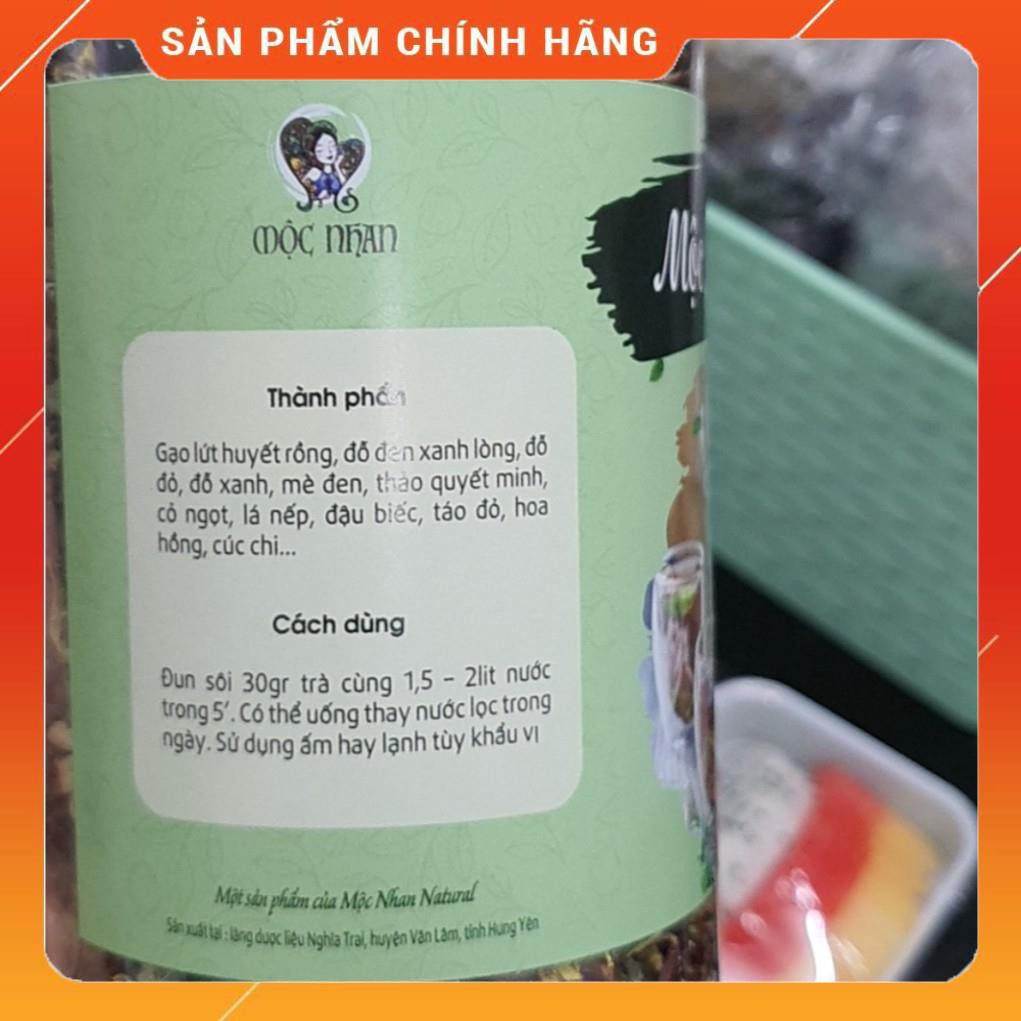 SẢN PHẨM CHÍNH HÃNG
MỘC NHAN
Mộc
Thành phần
Gạo lứt huyết rồng, đỗ đen xanh lòng, đỗ
đỏ, đỗ xanh, mè đen, thảo quyết minh,
cỏ ngọt, lá nếp, đậu biếc, táo đỏ, hoa
hồng, cúc chi...
Cách dùng
Đun sôi 30gr trà cùng 1,5 – 2lit nước
trong 5'. Có thể uống thay nước lọc trong
ngày. Sử dụng ấm hay lạnh tùy khẩu vị
Một sản phẩm của Mộc Nhan Natural
Sản xuất tại : làng dược liệu Nghĩa Trai, huyện Văn Lâm, tỉnh Hưng Yên